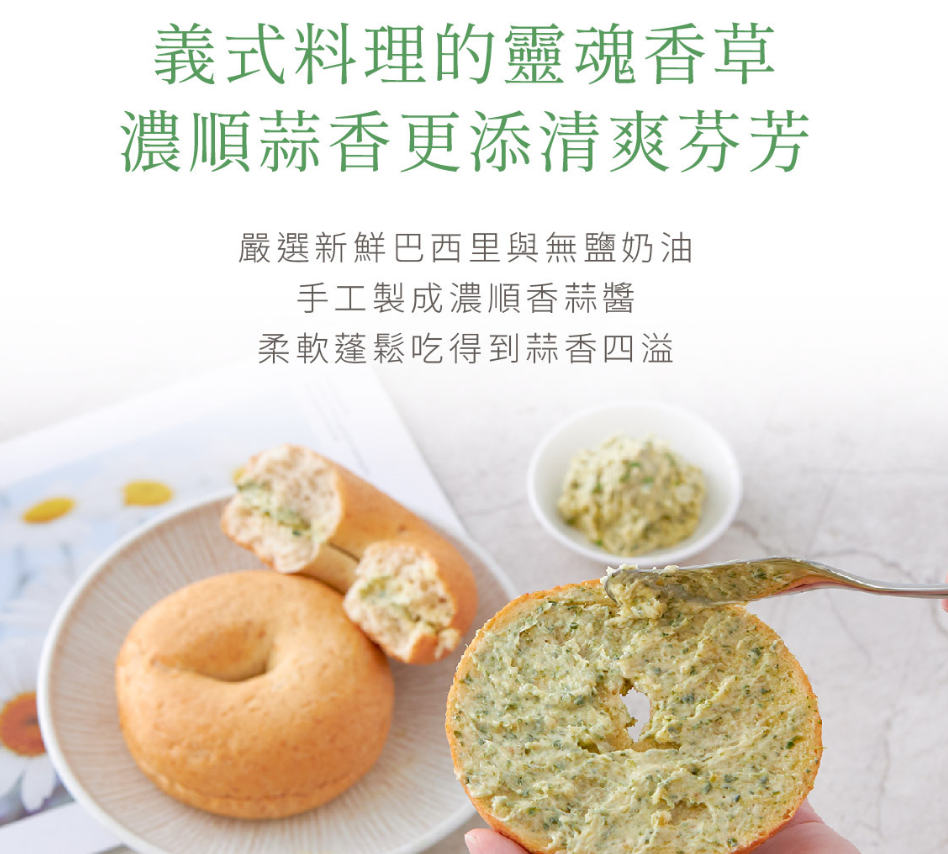 義式料理的靈魂香草
濃順蒜香更添清爽芬芳
嚴選新鮮巴西里與無鹽奶油
手工製成濃順香蒜醬
柔軟蓬鬆吃得到蒜香四溢